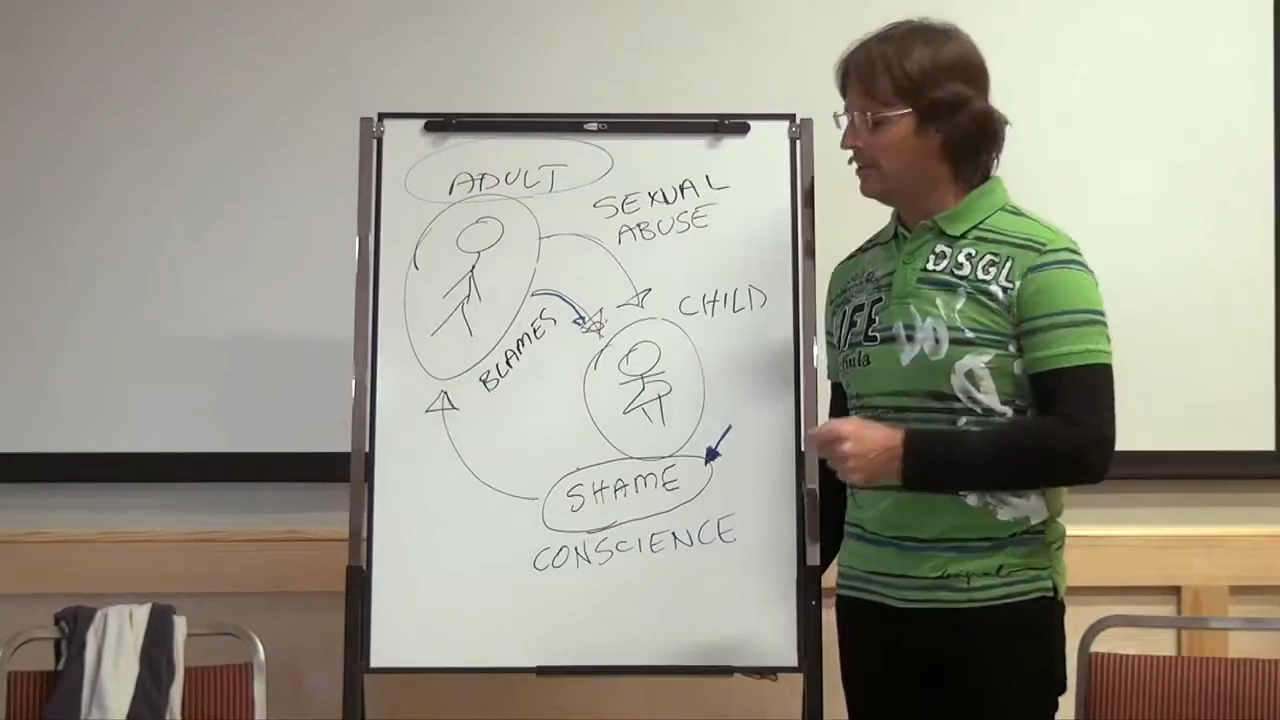 ADULT
SEXUAL
ABUSE
CHILD
BLAMES
SHAME
CONSCIENCE
DSGL
IFE